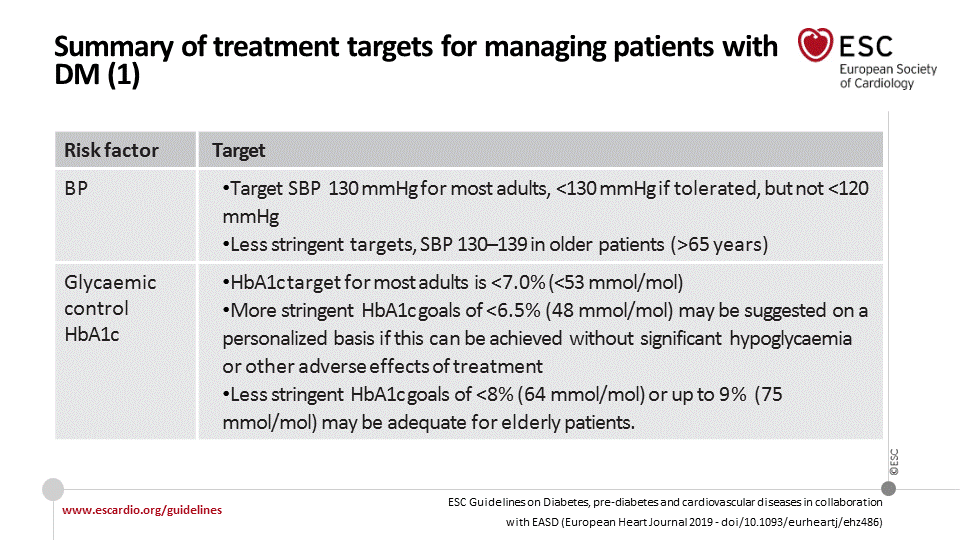 Summary of treatment targets for managing patients with
DM (1)
ESC
European Society
of Cardiology
Risk factor
Target
BP
•Target SBP 130 mmHg for most adults, <130 mmHg if tolerated, but not <120
mmHg
•Less stringent targets, SBP 130–139 in older patients (>65 years)
Glycaemic
control
HbA1c
•HbA1c target for most adults is <7.0% (<53 mmol/mol)
•More stringent HbA1c goals of <6.5% (48 mmol/mol) may be suggested on a
personalized basis if this can be achieved without significant hypoglycaemia
or other adverse effects of treatment
•Less stringent HbA1c goals of <8% (64 mmol/mol) or up to 9% (75
mmol/mol) may be adequate for elderly patients.
©ESC
www.escardio.org/guidelines
ESC Guidelines on Diabetes, pre-diabetes and cardiovascular diseases in collaboration
with EASD (European Heart Journal 2019 - doi/10.1093/eurheartj/ehz486)